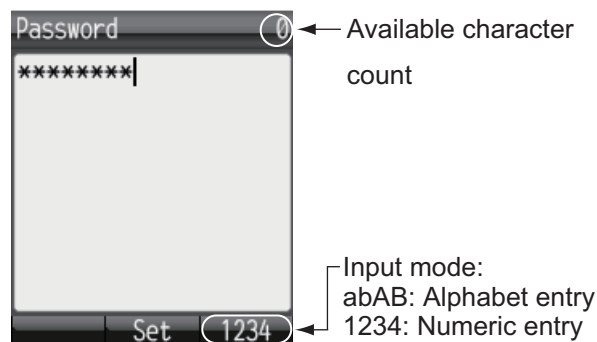 Password 0
********
Set 1234
Available character
count
Input mode:
abAB: Alphabet entry
1234: Numeric entry